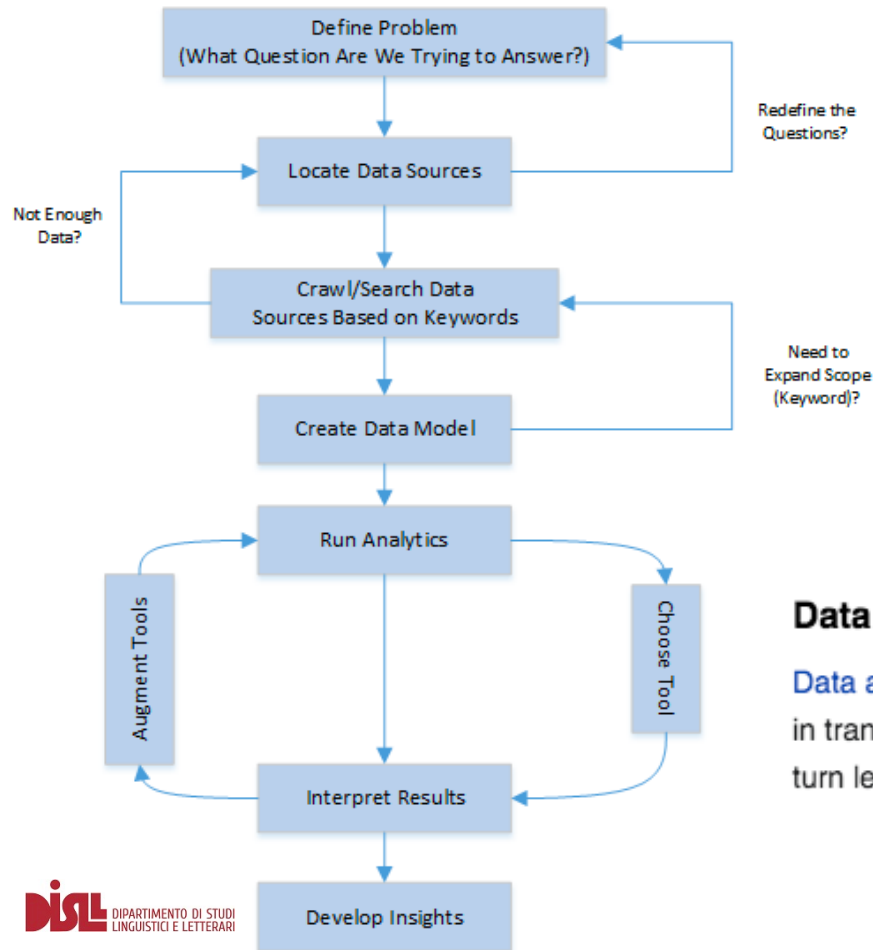 Define Problem
(What Question Are We Trying to Answer?)
Redefine the
Questions?
Locate Data Sources
Not Enough
Data?
Crawl/Search Data
Sources Based on Keywords
Need to
Expand Scope
(Keyword)?
Create Data Model
Run Analytics
Augment Tools
Choose Tool
Data
Data a
in tran
turn le
Interpret Results
Develop Insights
DiSLL
DIPARTIMENTO DI STUDI
LINGUISTICI E LETTERARI